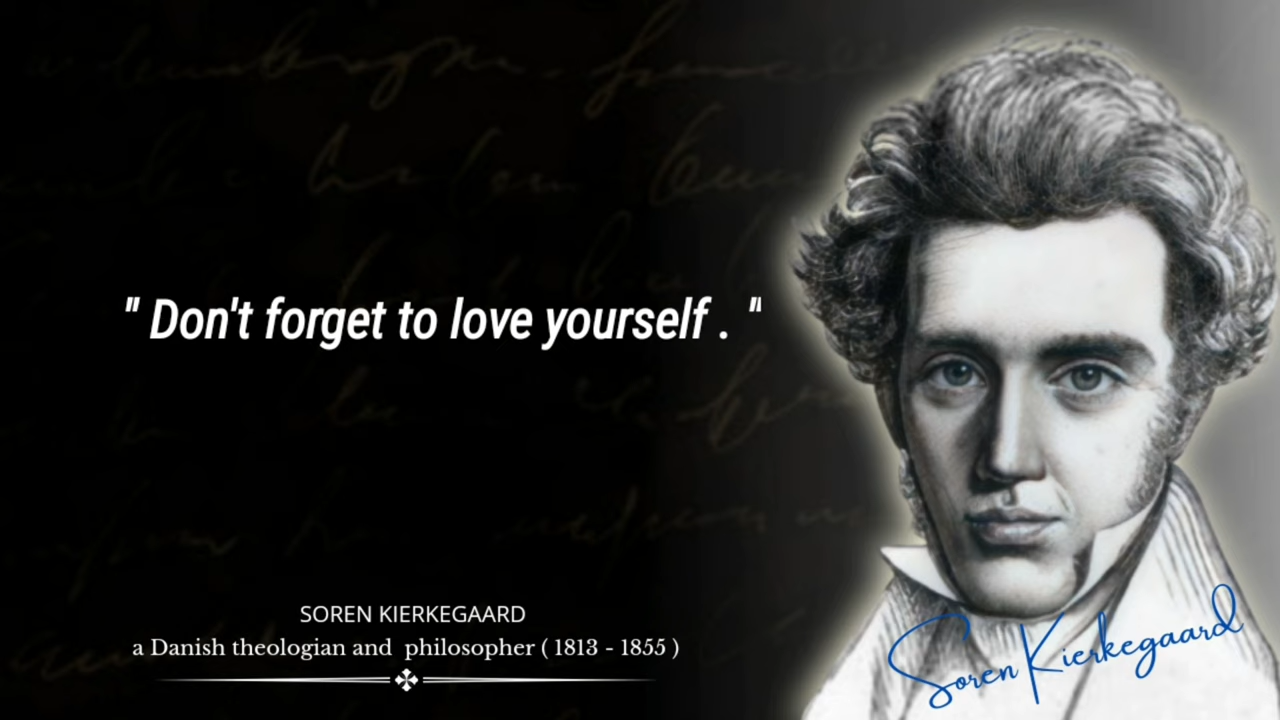 " Don't forget to love yourself . "
SOREN KIERKEGAARD
a Danish theologian and philosopher ( 1813 - 1855 )
Soren Kierkegaard